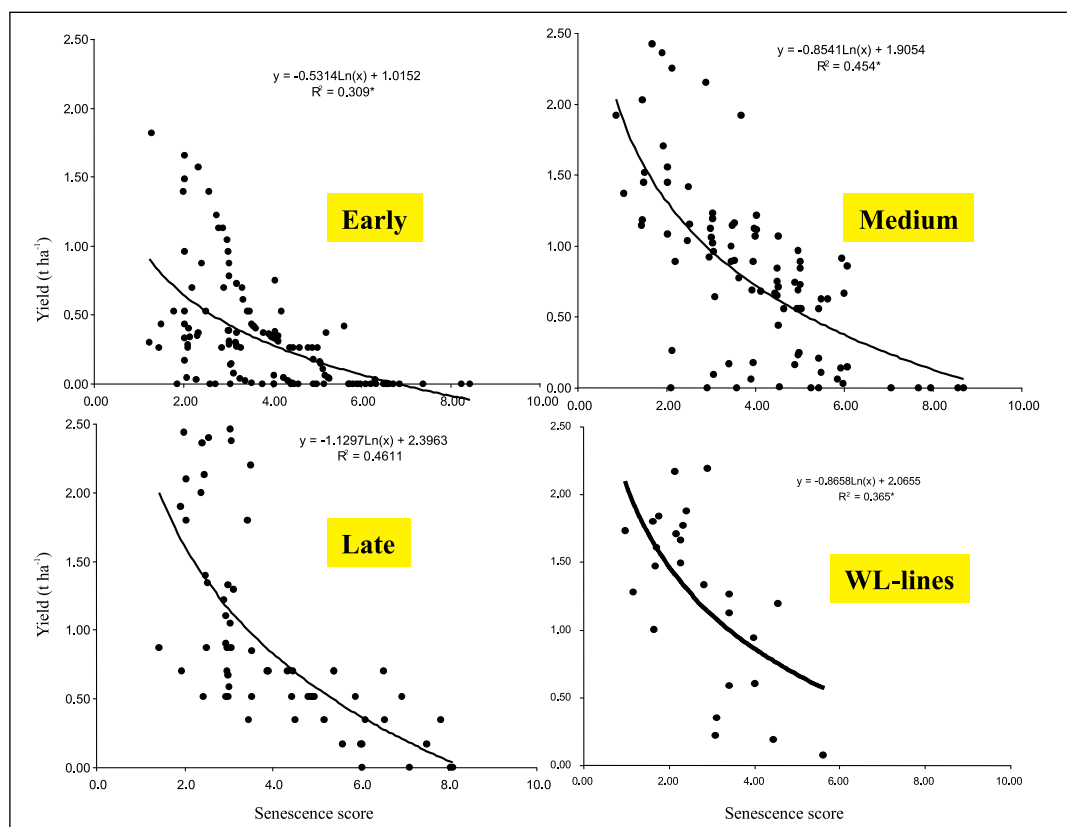 2.50
2.00
1.50
1.00
0.50
0.00
Yield (t ha⁻¹)
y = -0.5314Ln(x) + 1.0152
R² = 0.309*
Early
0.00 2.00 4.00 6.00 8.00 10.00
2.50
2.00
1.50
1.00
0.50
0.00
y = -0.8541Ln(x) + 1.9054
R² = 0.454*
Medium
0.00 2.00 4.00 6.00 8.00 10.00
2.50
2.00
1.50
1.00
0.50
0.00
Yield (t ha⁻¹)
y = -1.1297Ln(x) + 2.3963
R² = 0.4611
Late
0.0 2.0 4.0 6.0 8.0 10.0
Senescence score
2.50
2.00
1.50
1.00
0.50
0.00
y = -0.8658Ln(x) + 2.0655
R² = 0.365*
WL-lines
0.00 2.00 4.00 6.00 8.00 10.00
Senescence score